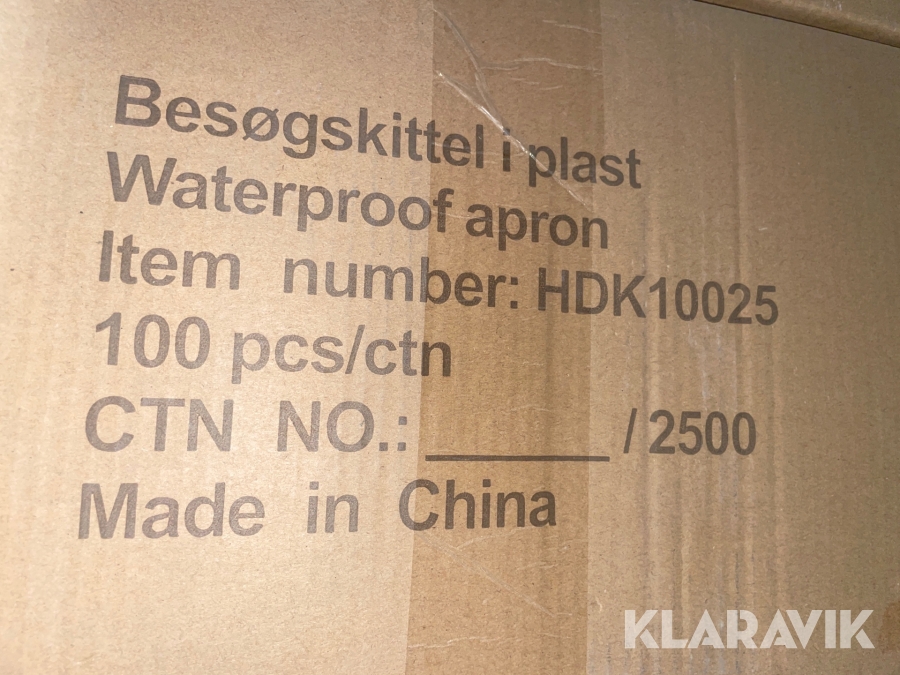 Besøgskittel i plast
Waterproof apron
Item number: HDK10025
100 pcs/ctn
CTN NO.: ______ / 2500
Made in China
KLARAVIK